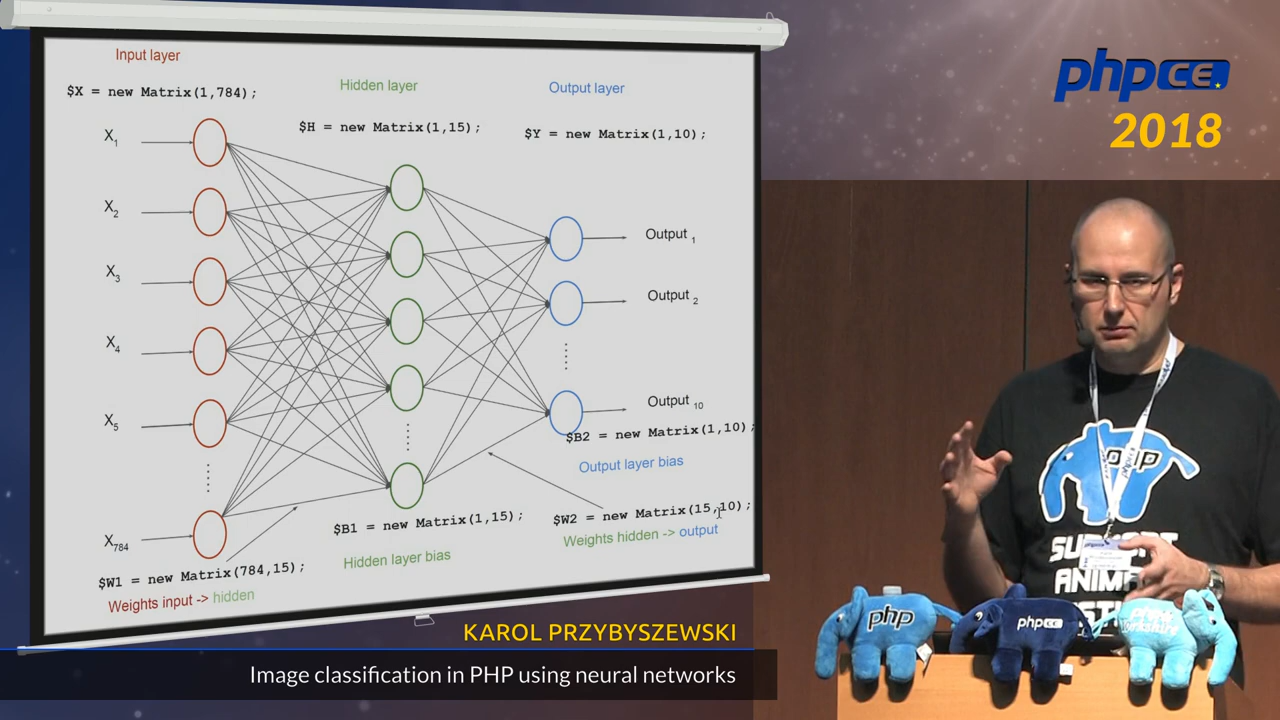 Input layer
$X = new Matrix(1,784);
Hidden layer
$H = new Matrix(1,15);
Output layer
$Y = new Matrix(1,10);
X1
X2
X3
X4
X5
X784
Output 1
Output 2
Output 10
$B2 = new Matrix(1,10);
Output layer bias
$W2 = new Matrix(15,10);
Weights hidden -> output
$B1 = new Matrix(1,15);
Hidden layer bias
$W1 = new Matrix(784,15);
Weights input -> hidden
KAROL PRZYBYSZEWSKI
Image classification in PHP using neural networks
phpCE
2018
php
SUPPORT
php
phpce
php
Yorkshire